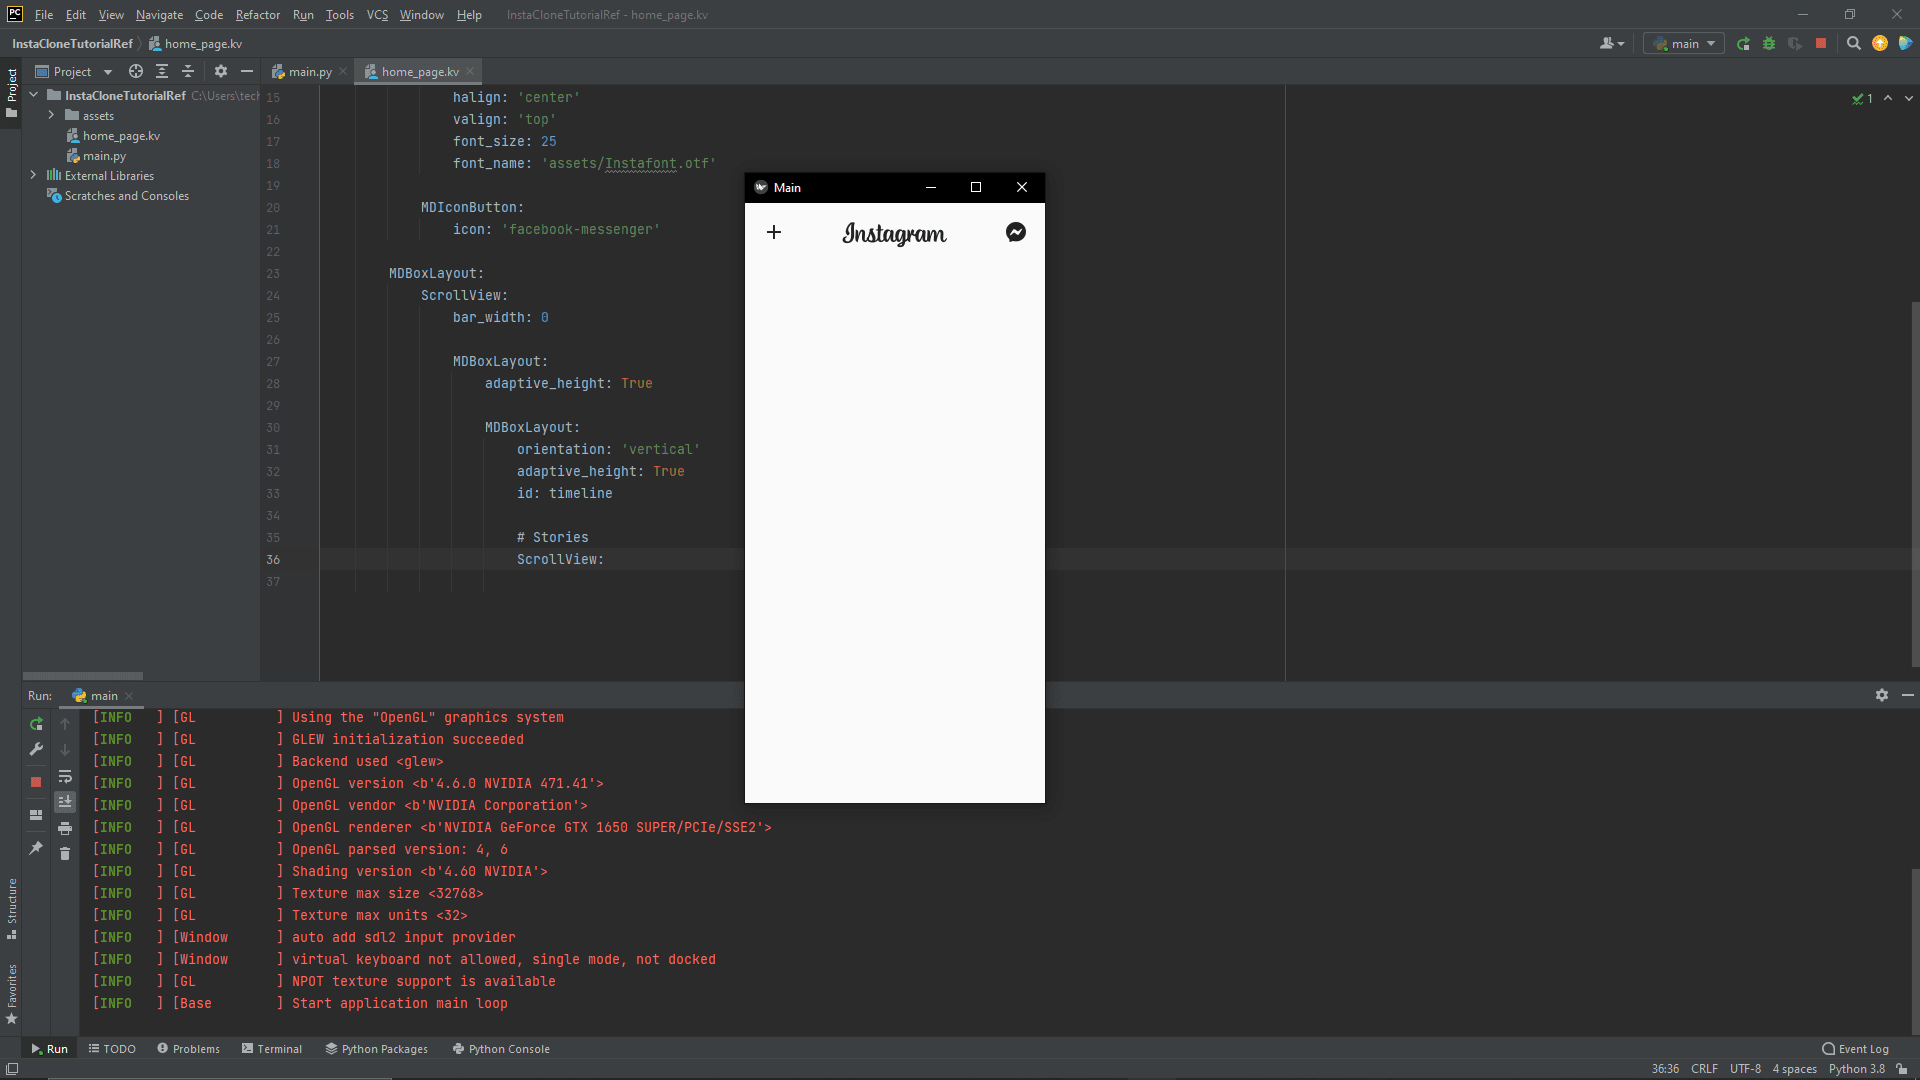 PC File Edit View Navigate Code Refactor Run Tools VCS Window Help InstaCloneTutorialRef - home_page.kv
InstaCloneTutorialRef home_page.kv main
Project
Project
main.py home_page.kv
InstaCloneTutorialRef C:\Users\tech
assets
home_page.kv
main.py
External Libraries
Scratches and Consoles
15 halign: 'center'
16 valign: 'top'
17 font_size: 25
18 font_name: 'assets/Instafont.otf'
19
20 MDIconButton:
21 icon: 'facebook-messenger'
22
23 MDBoxLayout:
24 ScrollView:
25 bar_width: 0
26
27 MDBoxLayout:
28 adaptive_height: True
29
30 MDBoxLayout:
31 orientation: 'vertical'
32 adaptive_height: True
33 id: timeline
34
35 # Stories
36 ScrollView:
37
1
Main
Instagram
Run: main
[INFO ] [GL ] Using the "OpenGL" graphics system
[INFO ] [GL ] GLEW initialization succeeded
[INFO ] [GL ] Backend used <glew>
[INFO ] [GL ] OpenGL version <b'4.6.0 NVIDIA 471.41'>
[INFO ] [GL ] OpenGL vendor <b'NVIDIA Corporation'>
[INFO ] [GL ] OpenGL renderer <b'NVIDIA GeForce GTX 1650 SUPER/PCIe/SSE2'>
[INFO ] [GL ] OpenGL parsed version: 4, 6
[INFO ] [GL ] Shading version <b'4.60 NVIDIA'>
[INFO ] [GL ] Texture max size <32768>
[INFO ] [GL ] Texture max units <32>
[INFO ] [Window ] auto add sdl2 input provider
[INFO ] [Window ] virtual keyboard not allowed, single mode, not docked
[INFO ] [GL ] NPOT texture support is available
[INFO ] [Base ] Start application main loop
Structure
Favorites
Run TODO Problems Terminal Python Packages Python Console Event Log
36:36 CRLF UTF-8 4 spaces Python 3.8